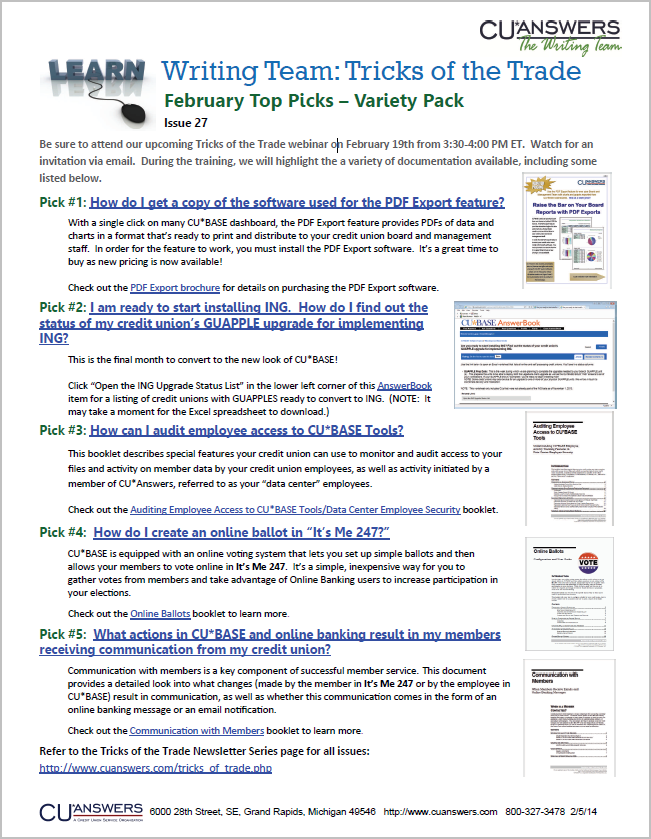 CU*ANSWERS
The Writing Team
LEARN
Writing Team: Tricks of the Trade
February Top Picks – Variety Pack
Issue 27
Be sure to attend our upcoming Tricks of the Trade webinar on February 19th from 3:30-4:00 PM ET. Watch for an
invitation via email. During the training, we will highlight the a variety of documentation available, including some
listed below.
Pick #1: How do I get a copy of the software used for the PDF Export feature?
With a single click on many CU*BASE dashboard, the PDF Export feature provides PDFs of data and
charts in a format that's ready to print and distribute to your credit union board and management
staff. In order for the feature to work, you must install the PDF Export software. It's a great time to
buy as new pricing is now available!
Check out the PDF Export brochure for details on purchasing the PDF Export software.
Raise the Bar on Your Board
Reports with PDF Exports
Pick #2: I am ready to start installing ING. How do I find out the
status of my credit union's GUAPPLE upgrade for implementing
ING?
This is the final month to convert to the new look of CU*BASE!
Click "Open the ING Upgrade Status List" in the lower left corner of this AnswerBook
item for a listing of credit unions with GUAPPLES ready to convert to ING. (NOTE: It
may take a moment for the Excel spreadsheet to download.)
CU*BASE AnswerBook
Pick #3: How can I audit employee access to CU*BASE Tools?
This booklet describes special features your credit union can use to monitor and audit access to your
files and activity on member data by your credit union employees, as well as activity initiated by a
member of CU*Answers, referred to as your "data center" employees.
Check out the Auditing Employee Access to CU*BASE Tools/Data Center Employee Security booklet.
Auditing Employee
Access to CU*BASE
Tools
Pick #4: How do I create an online ballot in "It's Me 247?"
CU*BASE is equipped with an online voting system that lets you set up simple ballots and then
allows your members to vote online in It's Me 247. It's a simple, inexpensive way for you to
gather votes from members and take advantage of Online Banking users to increase participation in
your elections.
Check out the Online Ballots booklet to learn more.
Online Ballots
VOTE
Pick #5: What actions in CU*BASE and online banking result in my members
receiving communication from my credit union?
Communication with members is a key component of successful member service. This document
provides a detailed look into what changes (made by the member in It's Me 247 or by the employee in
CU*BASE) result in communication, as well as whether this communication comes in the form of an
online banking message or an email notification.
Check out the Communication with Members booklet to learn more.
Communication with
Members
Refer to the Tricks of the Trade Newsletter Series page for all issues:
http://www.cuanswers.com/tricks_of_trade.php
CU*ANSWERS
A CREDIT UNION SERVICE ORGANIZATION
6000 28th Street, SE, Grand Rapids, Michigan 49546 http://www.cuanswers.com 800-327-3478 2/5/14